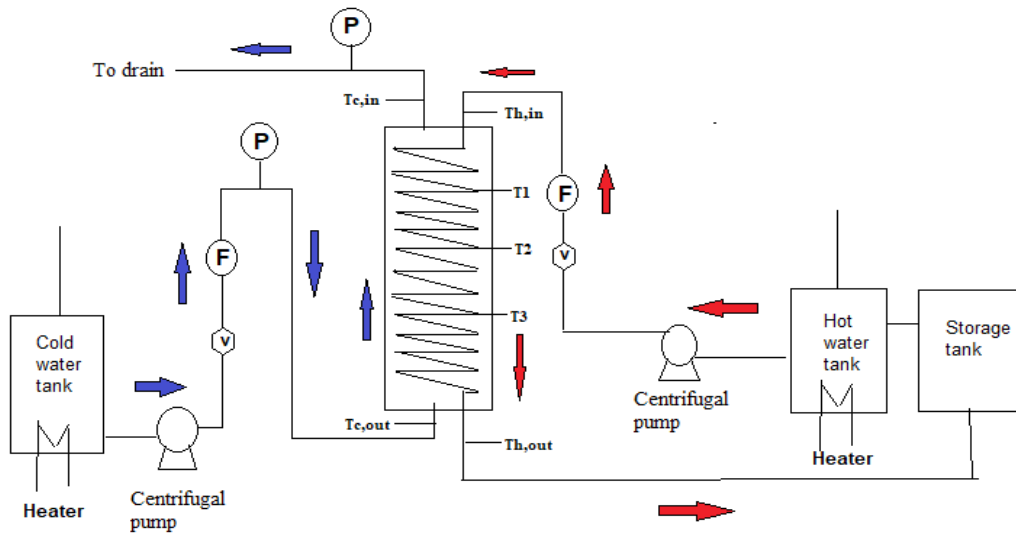 P
To drain
Tc,in
Th,in
P
T1
F
F
T2
v
T3
Cold
water
tank
v
Hot
water
tank
Storage
tank
Centrifugal
pump
Tc,out
Th,out
Heater
Heater
Centrifugal
pump